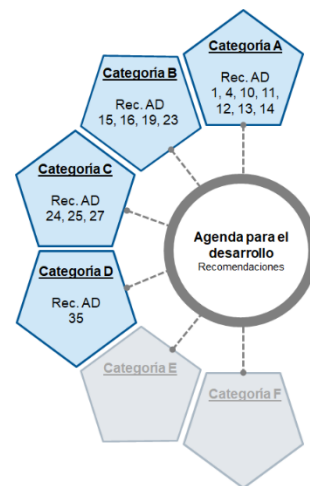 Categoría A
Rec. AD
1, 4, 10, 11,
12, 13, 14
Categoría B
Rec. AD
15, 16, 19, 23
Categoría C
Rec. AD
24, 25, 27
Categoría D
Rec. AD
35
Categoría E
Categoría F
Agenda para el
desarrollo
Recomendaciones